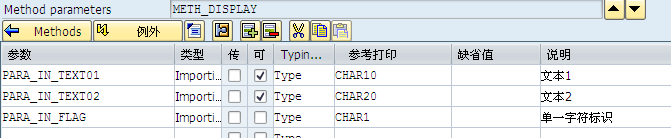 Method parameters METH_DISPLAY
Methods 例外
参数 类型 传 可 Typin... 参考打印 缺省值 说明
PARA_IN_TEXT01 Importi... Type CHAR10 文本1
PARA_IN_TEXT02 Importi... Type CHAR20 文本2
PARA_IN_FLAG Importi... Type CHAR1 单一字符标识